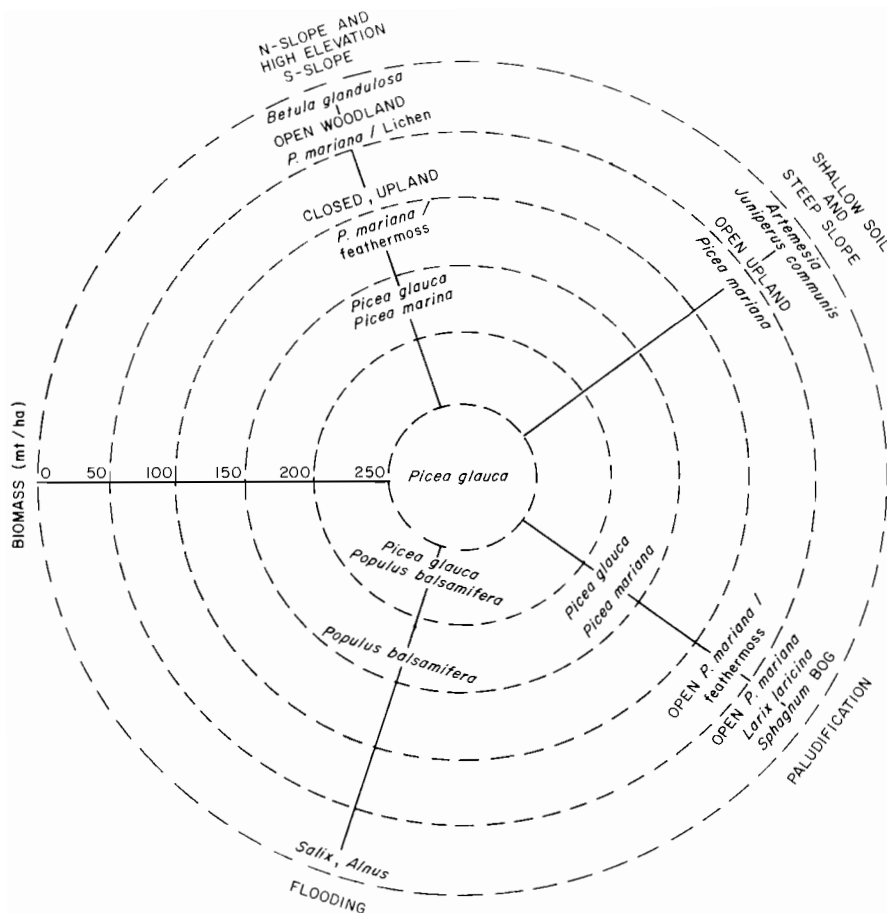 N-SLOPE AND
HIGH ELEVATION
S-SLOPE
Betula glandulosa
OPEN WOODLAND
P. mariana / Lichen
CLOSED, UPLAND
P. mariana /
feathermoss
Picea glauca
Picea marina
SHALLOW SOIL
AND
STEEP SLOPE
Artemesia
Juniperus communis
OPEN UPLAND
Picea mariana
BIOMASS (mt/ha)
0 50 100 150 200 250
Picea glauca
Picea glauca
Populus balsamifera
Populus balsamifera
Salix, Alnus
FLOODING
Picea glauca
Picea mariana
OPEN P. mariana /
feathermoss
OPEN P. mariana
Larix laricina
Sphagnum BOG
PALUDIFICATION